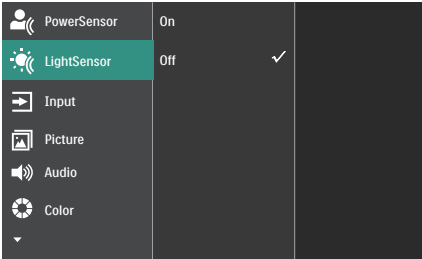 PowerSensor
On
LightSensor
Off
Input
Picture
Audio
Color